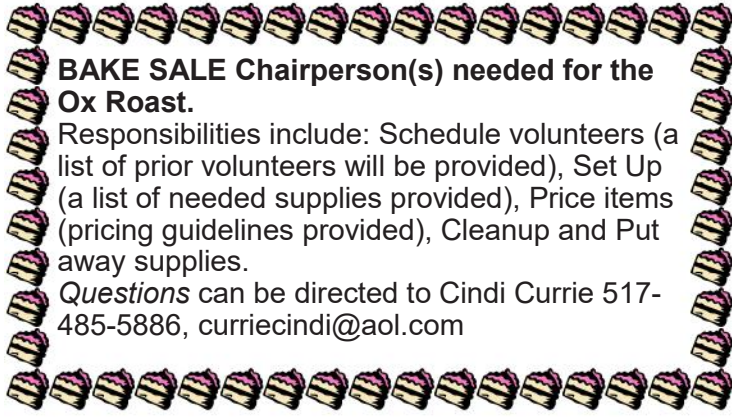 BAKE SALE Chairperson(s) needed for the
Ox Roast.
Responsibilities include: Schedule volunteers (a
list of prior volunteers will be provided), Set Up
(a list of needed supplies provided), Price items
(pricing guidelines provided), Cleanup and Put
away supplies.
Questions can be directed to Cindi Currie 517-
485-5886, curriecindi@aol.com